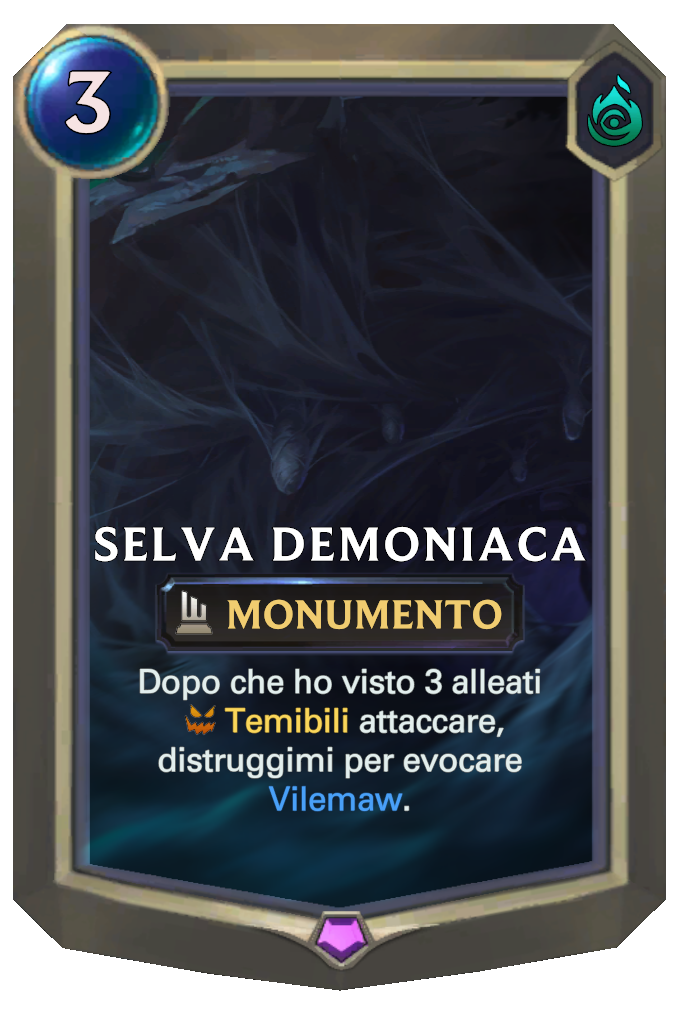 3
SELVA DEMONIACA
MONUMENTO
Dopo che ho visto 3 alleati
Temibili attaccare,
distruggimi per evocare
Vilemaw.